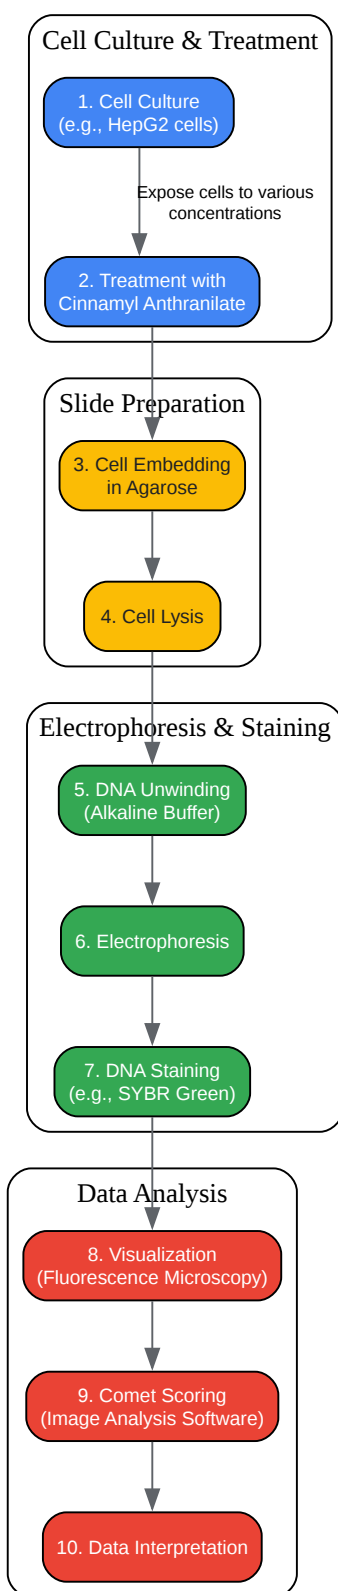 Cell Culture & Treatment
1. Cell Culture
(e.g., HepG2 cells)
Expose cells to various
concentrations
2. Treatment with
Cinnamyl Anthranilate
Slide Preparation
3. Cell Embedding
in Agarose
4. Cell Lysis
Electrophoresis & Staining
5. DNA Unwinding
(Alkaline Buffer)
6. Electrophoresis
7. DNA Staining
(e.g., SYBR Green)
Data Analysis
8. Visualization
(Fluorescence Microscopy)
9. Comet Scoring
(Image Analysis Software)
10. Data Interpretation